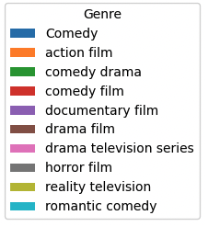 Genre
Comedy
action film
comedy drama
comedy film
documentary film
drama film
drama television series
horror film
reality television
romantic comedy